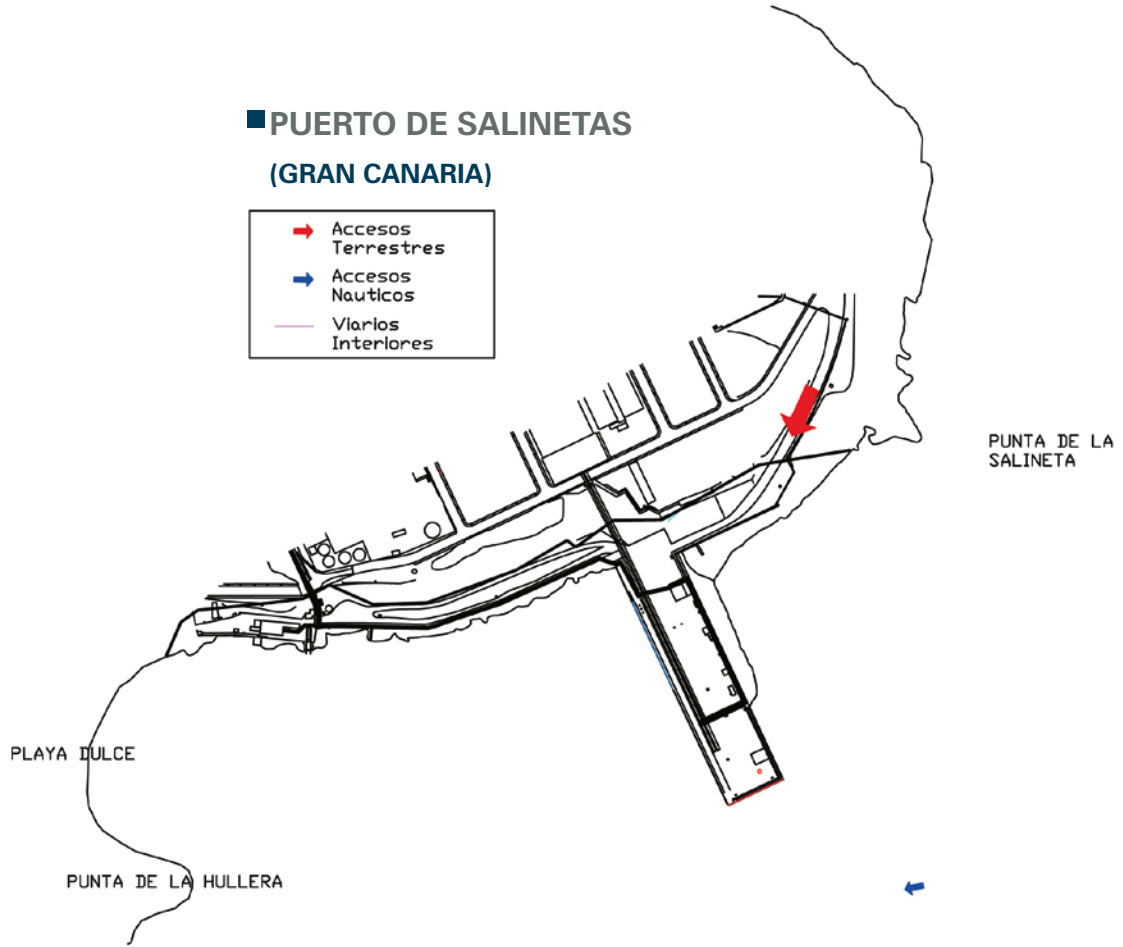 PUERTO DE SALINETAS
(GRAN CANARIA)
Accesos
Terrestres
Accesos
Nauticos
Viarios
Interiores
PUNTA DE LA
SALINETA
PLAYA DULCE
PUNTA DE LA HULLERA